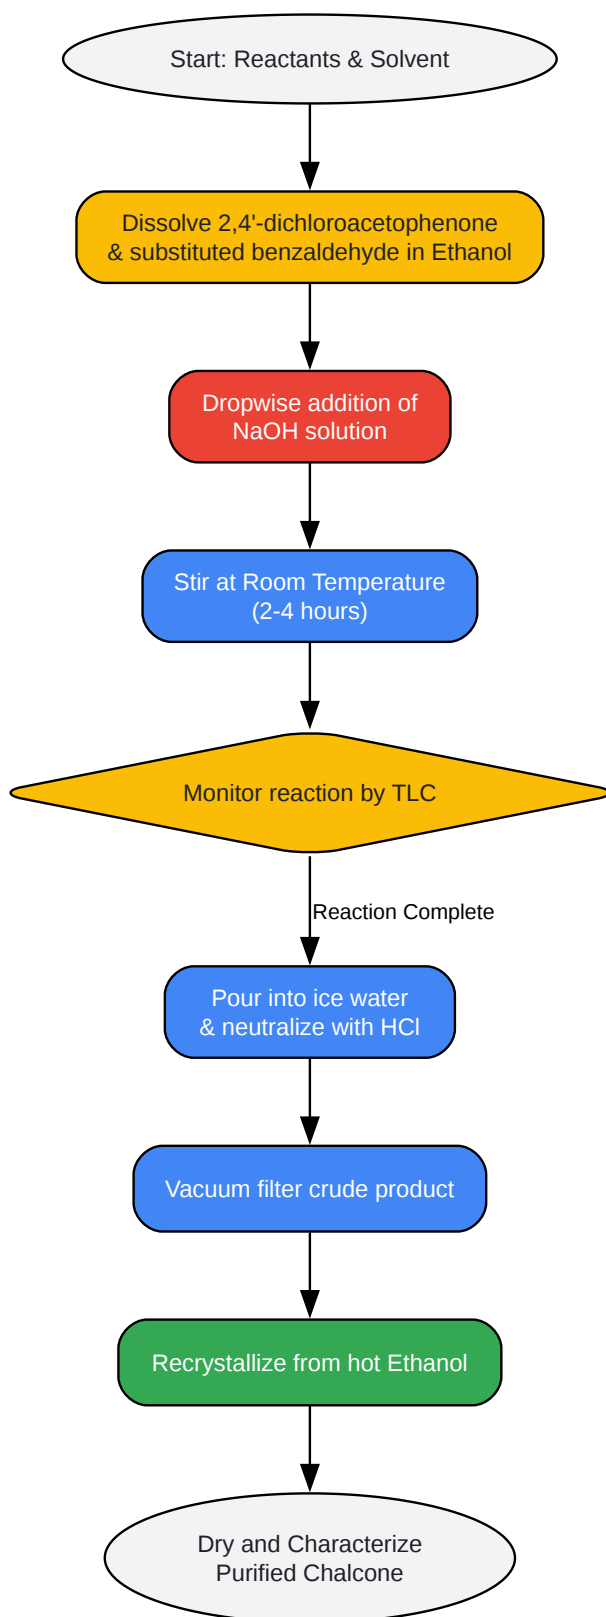 Start: Reactants & Solvent
Dissolve 2,4'-dichloroacetophenone
& substituted benzaldehyde in Ethanol
Dropwise addition of
NaOH solution
Stir at Room Temperature
(2-4 hours)
Monitor reaction by TLC
Reaction Complete
Pour into ice water
& neutralize with HCl
Vacuum filter crude product
Recrystallize from hot Ethanol
Dry and Characterize
Purified Chalcone